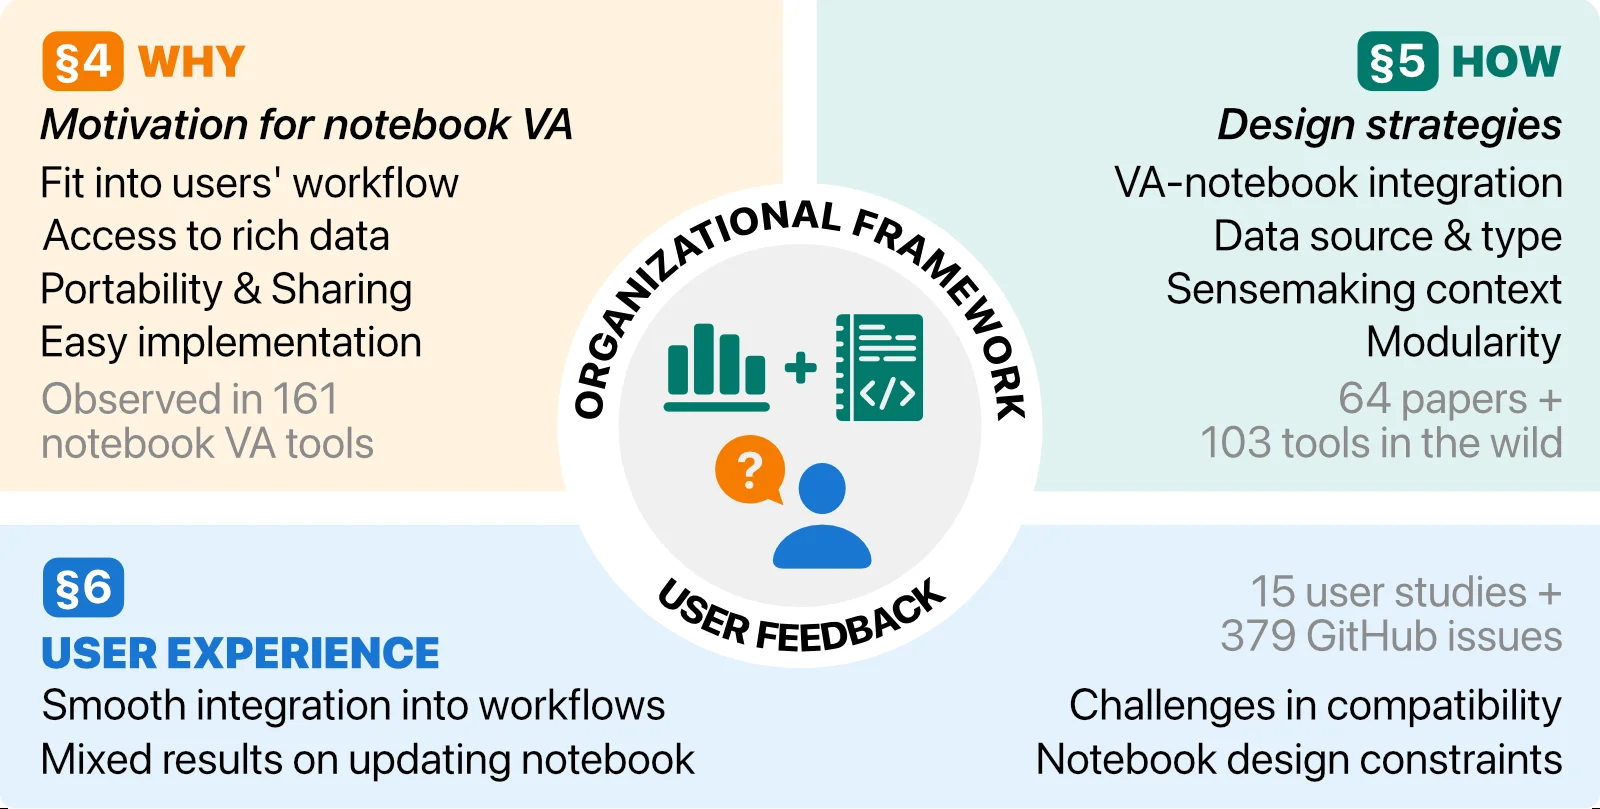 §4 WHY
Motivation for notebook VA
Fit into users' workflow
Access to rich data
Portability & Sharing
Easy implementation
Observed in 161
notebook VA tools
§5 HOW
Design strategies
VA-notebook integration
Data source & type
Sensemaking context
Modularity
64 papers +
103 tools in the wild
ORGANIZATIONAL FRAMEWORK
+
</>
?
USER FEEDBACK
§6
USER EXPERIENCE
Smooth integration into workflows
Mixed results on updating notebook
15 user studies +
379 GitHub issues
Challenges in compatibility
Notebook design constraints